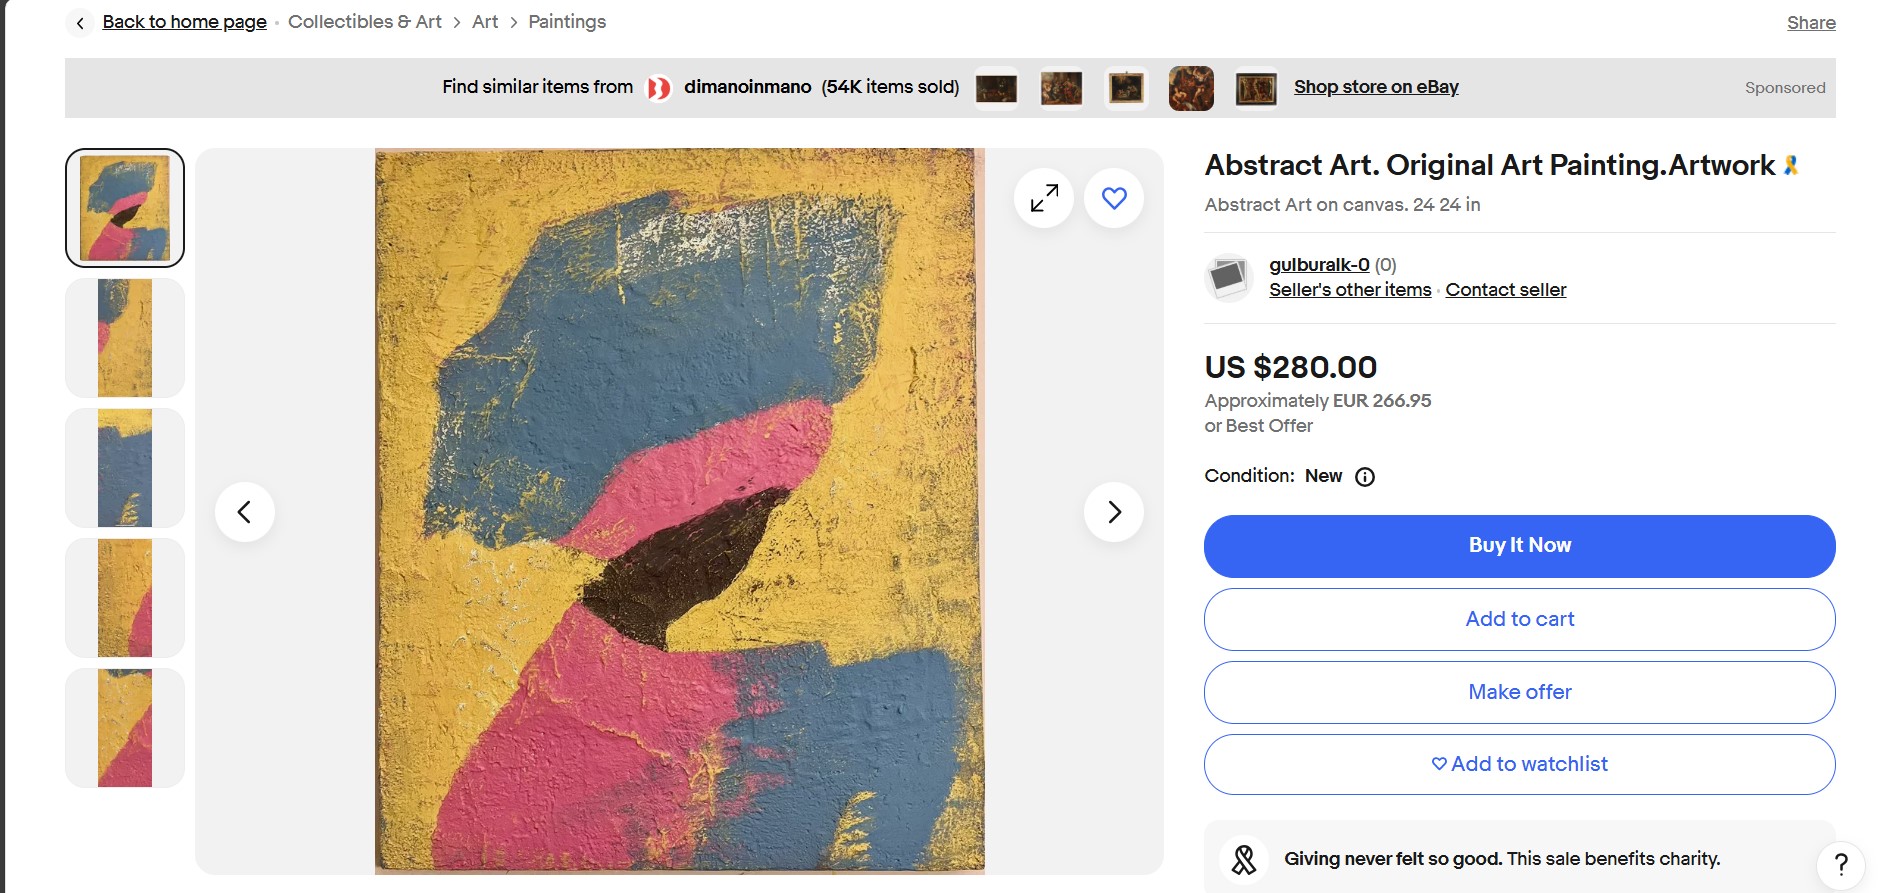 Back to home page · Collectibles & Art > Art > Paintings
Share
Find similar items from dimanoinmano (54K items sold) Shop store on eBay
Sponsored
Abstract Art. Original Art Painting.Artwork
Abstract Art on canvas. 24 24 in
gulburalk-0 (0)
Seller's other items · Contact seller
US $280.00
Approximately EUR 266.95
or Best Offer
Condition: New
Buy It Now
Add to cart
Make offer
Add to watchlist
Giving never felt so good. This sale benefits charity.
?